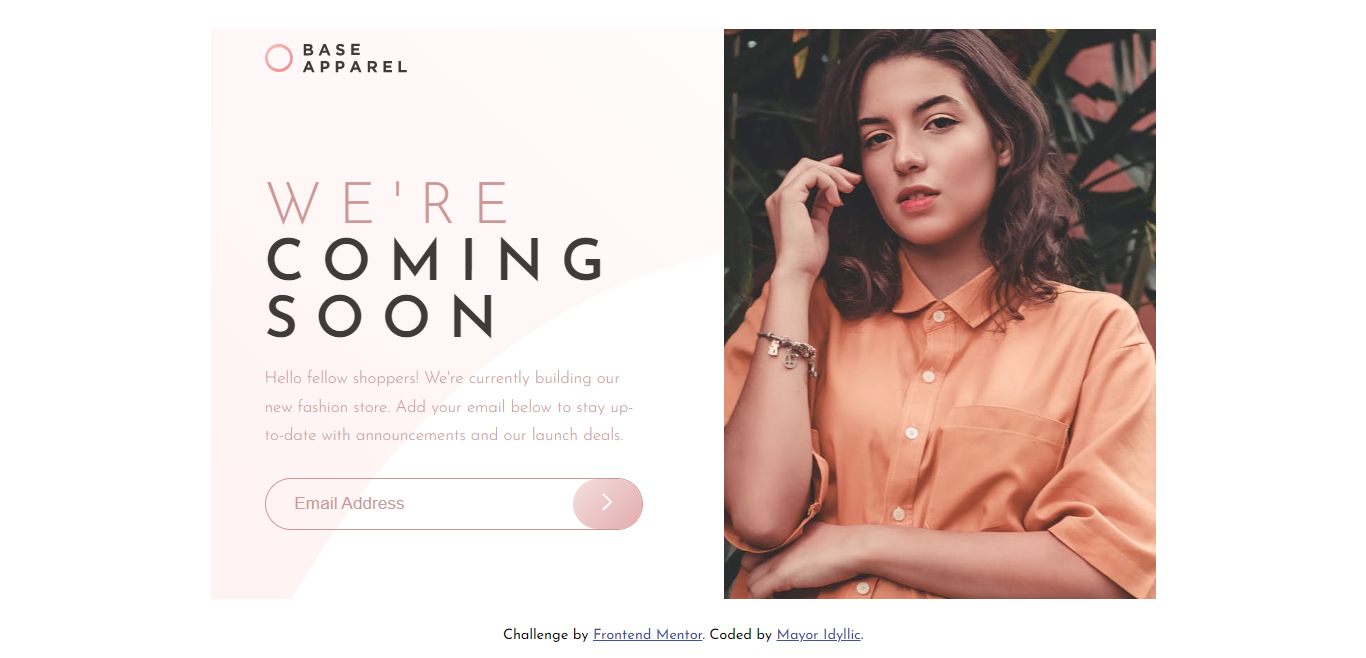 BASE
APPAREL
WE'RE
COMING
SOON
Hello fellow shoppers! We're currently building our
new fashion store. Add your email below to stay up-
to-date with announcements and our launch deals.
Email Address
Challenge by Frontend Mentor. Coded by Mayor Idyllic.